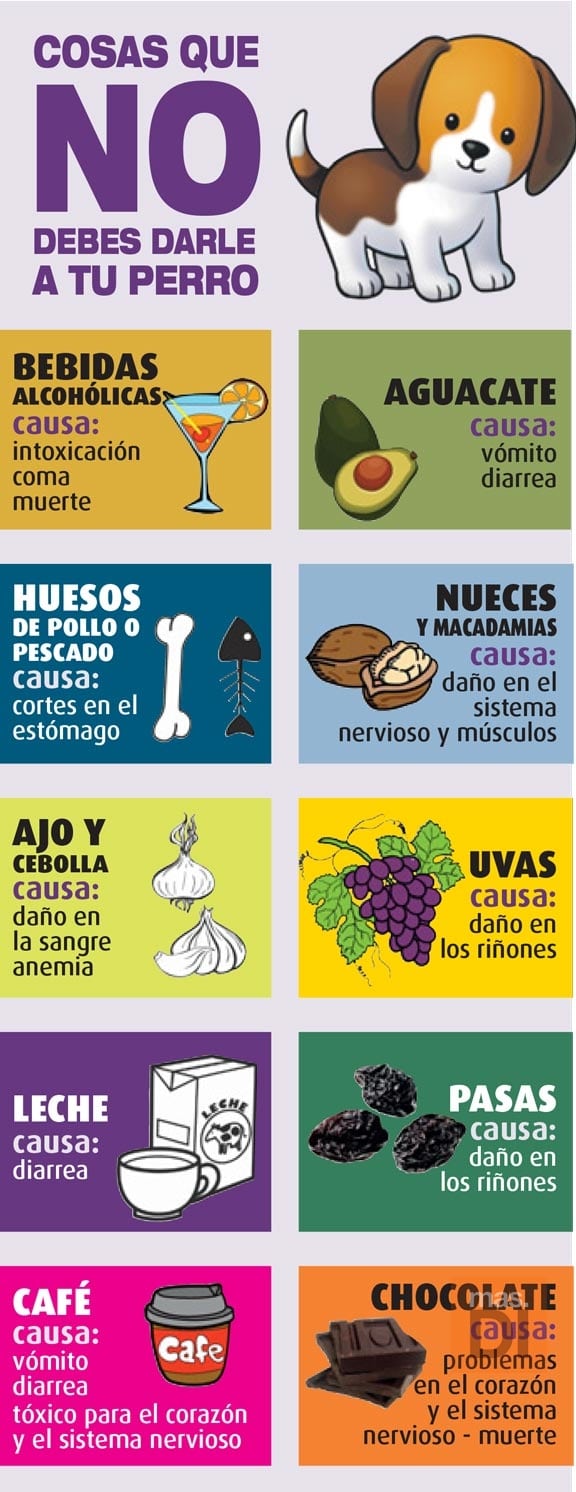 COSAS QUE
NO
DEBES DARLE
A TU PERRO
BEBIDAS
ALCOHÓLICAS
causa:
intoxicación
coma
muerte
AGUACATE
causa:
vómito
diarrea
HUESOS
DE POLLO O
PESCADO
causa:
cortes en el
estómago
NUECES
Y MACADAMIAS
causa:
daño en el
sistema
nervioso y músculos
AJO Y
CEBOLLA
causa:
daño en
la sangre
anemia
UVAS
causa:
daño en
los riñones
LECHE
causa:
diarrea
LECHE
PASAS
causa:
daño en
los riñones
CAFÉ
causa:
vómito
diarrea
tóxico para el corazón
y el sistema nervioso
Cafe
CHOCOLATE
causa:
problemas
en el corazón
y el sistema
nervioso - muerte
mas.